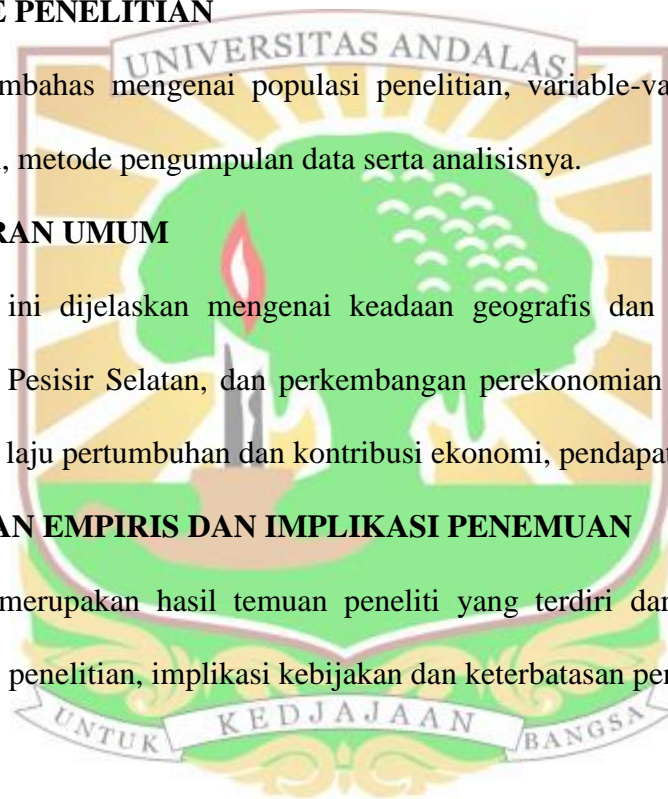 E PENELITIAN
UNIVERSITAS ANDALAS
mbahas mengenai populasi penelitian, variable-va
, metode pengumpulan data serta analisisnya.
RAN UMUM
ini dijelaskan mengenai keadaan geografis dan
Pesisir Selatan, dan perkembangan perekonomian
laju pertumbuhan dan kontribusi ekonomi, pendapat
AN EMPIRIS DAN IMPLIKASI PENEMUAN
merupakan hasil temuan peneliti yang terdiri dar
penelitian, implikasi kebijakan dan keterbatasan per
UNTUK KEDJAJAAN BANGSA